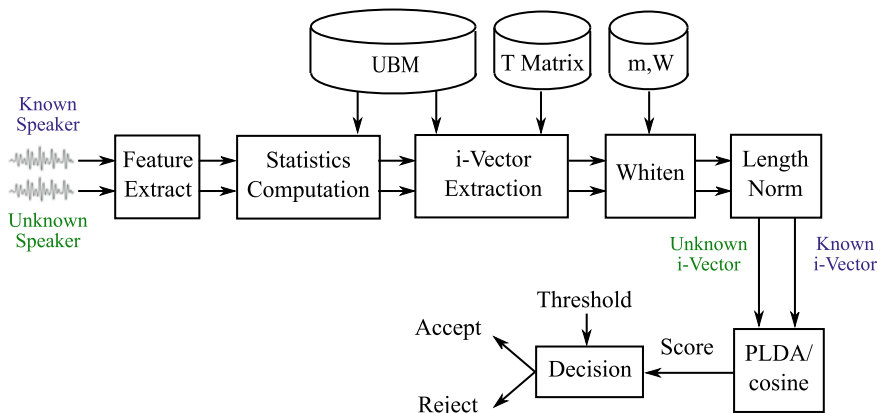 UBM
T Matrix
m,W
Known
Speaker
Unknown
Speaker
Feature
Extract
Statistics
Computation
i-Vector
Extraction
Whiten
Length
Norm
Unknown
i-Vector
Known
i-Vector
Threshold
Accept
Reject
Decision
Score
PLDA/
cosine